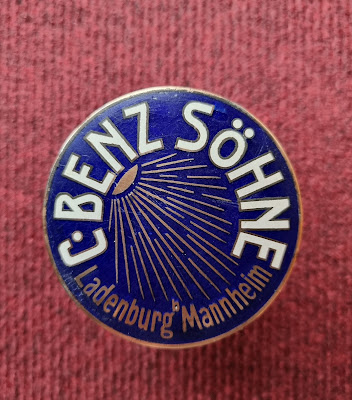 C. BENZ SÖHNE
Ladenburg b. Mannheim